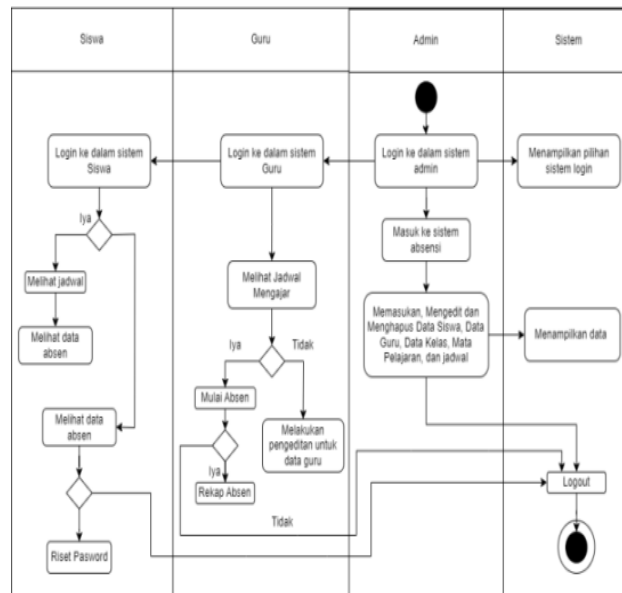 Siswa
Guru
Admin
Sistem
Login ke dalam sistem
Siswa
Login ke dalam sistem
Guru
Login ke dalam sistem
admin
Menampilkan pilihan
sistem login
Iya
Masuk ke sistem
absensi
Melihat jadwal
Melihat Jadwal
Mengajar
Melihat data
absen
Memasukan, Mengedit dan
Menghapus Data Siswa, Data
Guru, Data Kelas, Mata
Pelajaran, dan jadwal
Menampilkan data
Iya
Tidak
Mulai Absen
Melihat data
absen
Melakukan
pengeditan untuk
data guru
Iya
Rekap Absen
Logout
Tidak
Riset Pasword